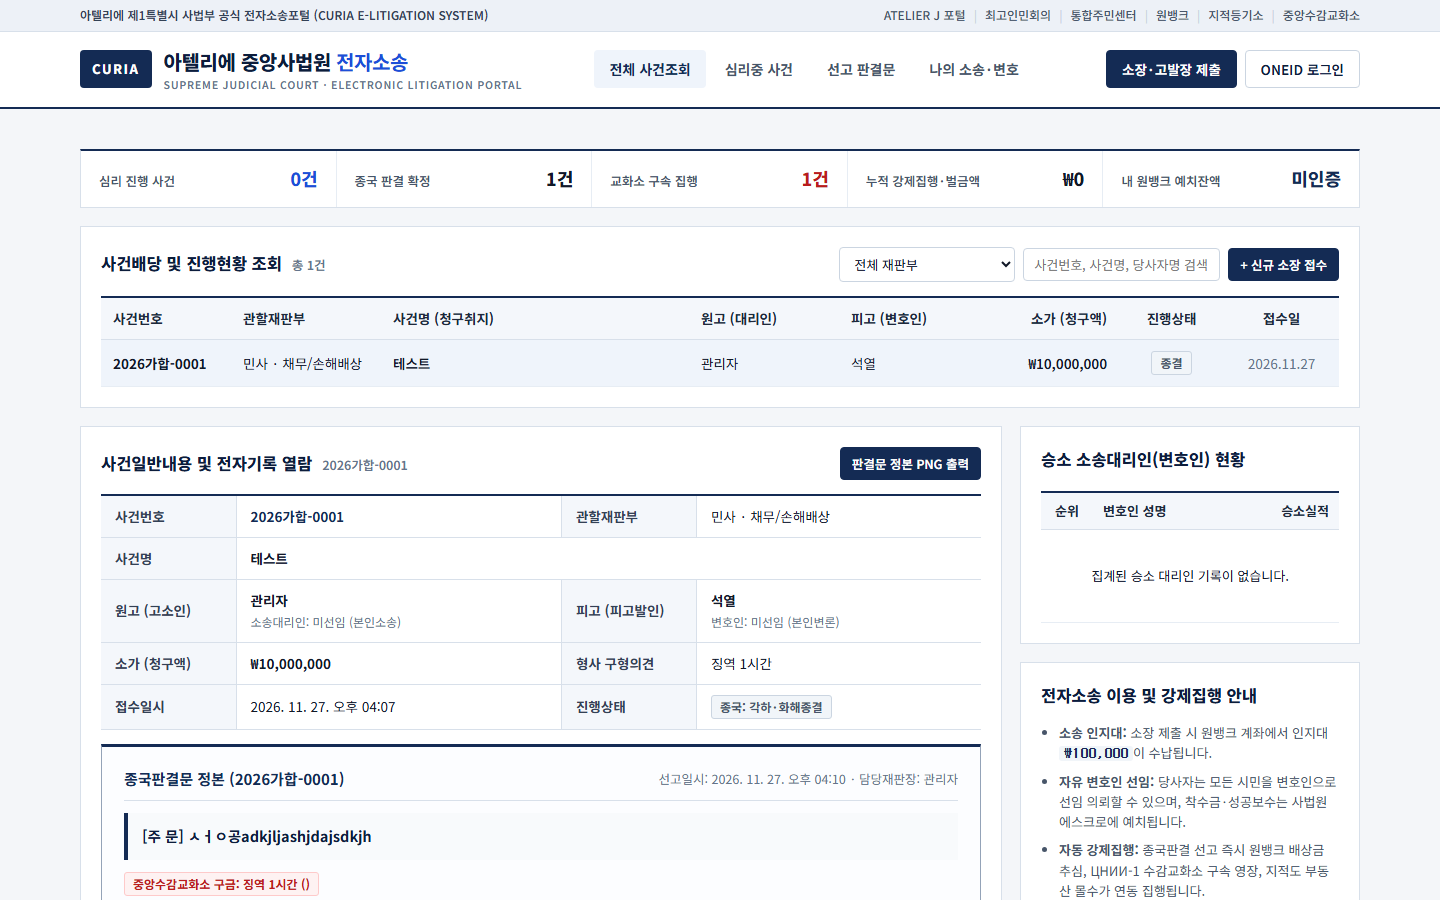 아텔리에 제1특별시 사법부 공식 전자소송포털 (CURIA E-LITIGATION SYSTEM)
ATELIER J 포털 | 최고인민회의 | 통합주민센터 | 원뱅크 | 지적등기소 | 중앙수감교화소
CURIA
아텔리에 중앙사법원 전자소송
SUPREME JUDICIAL COURT · ELECTRONIC LITIGATION PORTAL
전체 사건조회
심리중 사건
선고 판결문
나의 소송·변호
소장·고발장 제출
ONEID 로그인
심리 진행 사건 0건
종국 판결 확정 1건
교화소 구속 집행 1건
누적 강제집행·벌금액 ₩0
내 원뱅크 예치잔액 미인증
사건배당 및 진행현황 조회 총 1건
전체 재판부
사건번호, 사건명, 당사자명 검색
+ 신규 소장 접수
사건번호 관할재판부 사건명 (청구취지) 원고 (대리인) 피고 (변호인) 소가 (청구액) 진행상태 접수일
2026가합-0001 민사 · 채무/손해배상 테스트 관리자 석열 ₩10,000,000 종결 2026.11.27
사건일반내용 및 전자기록 열람 2026가합-0001
판결문 정본 PNG 출력
사건번호 2026가합-0001 관할재판부 민사 · 채무/손해배상
사건명 테스트
원고 (고소인) 관리자 피고 (피고발인) 석열
소송대리인: 미선임 (본인소송) 변호인: 미선임 (본인변론)
소가 (청구액) ₩10,000,000 형사 구형의견 징역 1시간
접수일시 2026. 11. 27. 오후 04:07 진행상태 종국: 각하·화해종결
종국판결문 정본 (2026가합-0001)
선고일시: 2026. 11. 27. 오후 04:10 · 담당재판장: 관리자
[주 문] ㅅㅓㅇ공adkjljashjdajsdkjh
중앙수감교화소 구금: 징역 1시간 ()
승소 소송대리인(변호인) 현황
순위 변호인 성명 승소실적
집계된 승소 대리인 기록이 없습니다.
전자소송 이용 및 강제집행 안내
• 소송 인지대: 소장 제출 시 원뱅크 계좌에서 인지대
₩100,000 이 수납됩니다.
• 자유 변호인 선임: 당사자는 모든 시민을 변호인으로
선임 의뢰할 수 있으며, 착수금·성공보수는 사법원
에스크로에 예치됩니다.
• 자동 강제집행: 종국판결 선고 즉시 원뱅크 배상금
추심, ЦНИИ-1 수감교화소 구속 영장, 지적도 부동
산 몰수가 연동 집행됩니다.